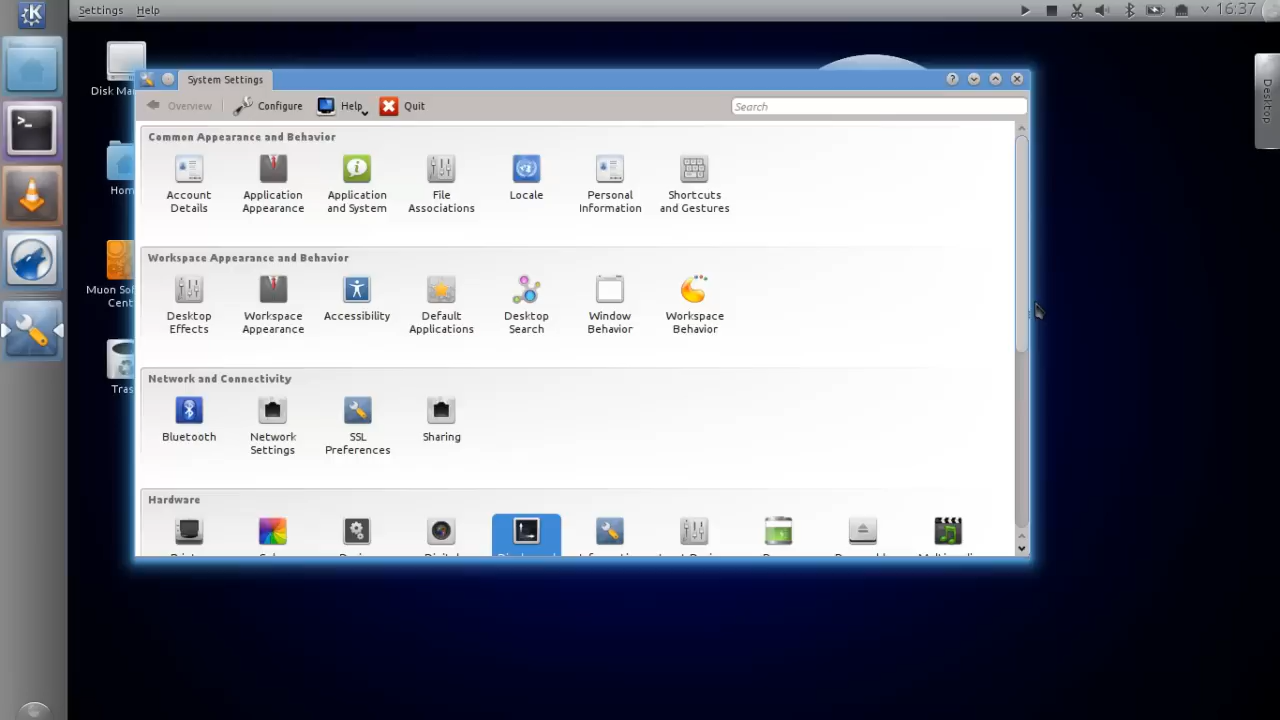 Settings Help
16:37
Disk Ma
Home
Muon So
Cent
Tras
Desktop
System Settings
Overview Configure Help Quit
Search
Common Appearance and Behavior
Account Details
Application Appearance
Application and System
File Associations
Locale
Personal Information
Shortcuts and Gestures
Workspace Appearance and Behavior
Desktop Effects
Workspace Appearance
Accessibility
Default Applications
Desktop Search
Window Behavior
Workspace Behavior
Network and Connectivity
Bluetooth
Network Settings
SSL Preferences
Sharing
Hardware